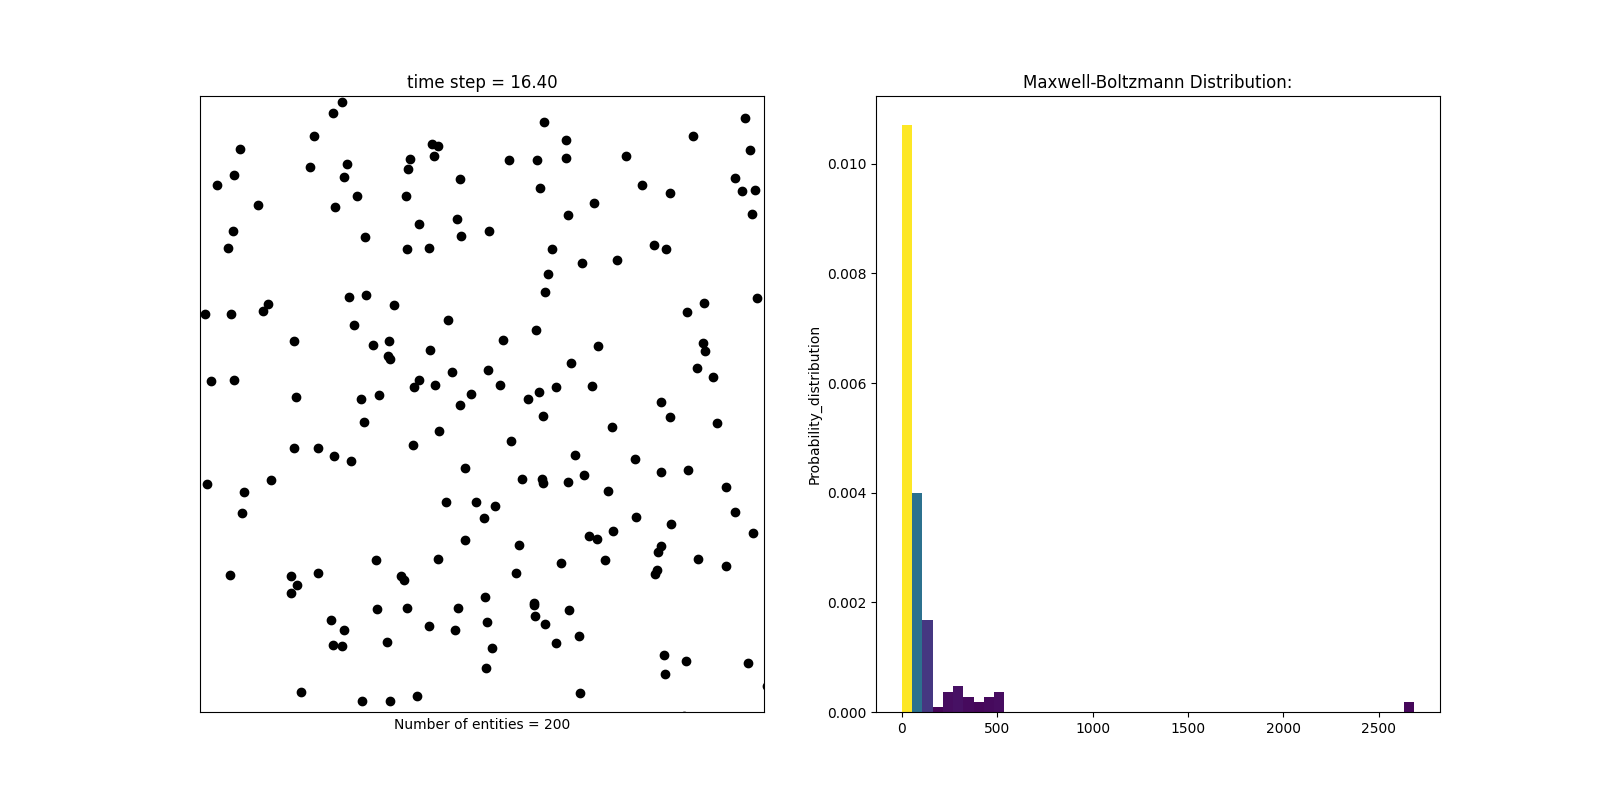 time step = 16.40
Number of entities = 200
Maxwell-Boltzmann Distribution:
Probability_distribution
0.010
0.008
0.006
0.004
0.002
0.000
0 500 1000 1500 2000 2500